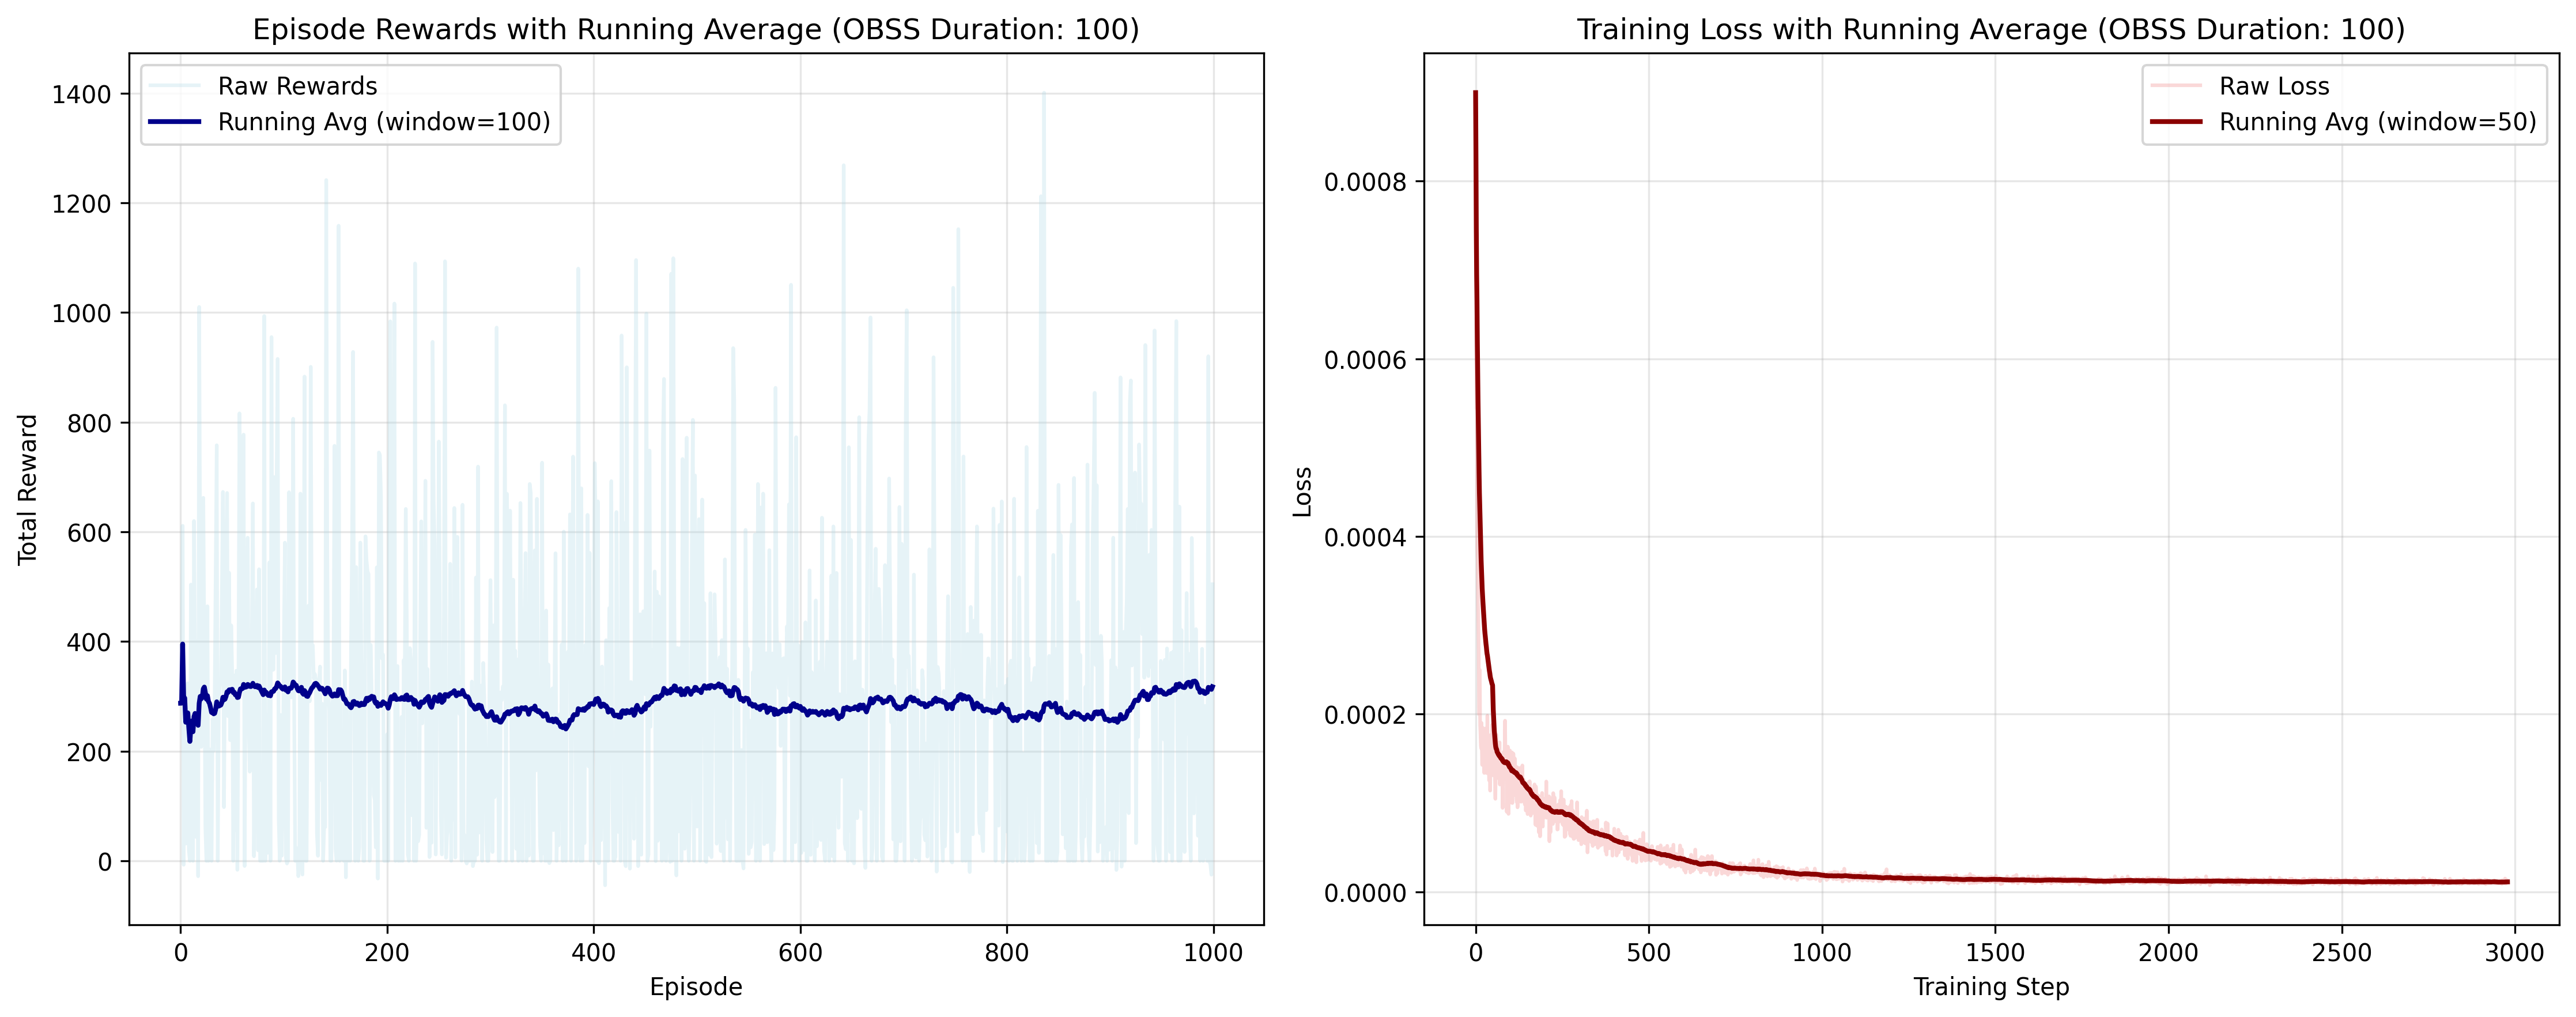 Episode Rewards with Running Average (OBSS Duration: 100)
Raw Rewards
Running Avg (window=100)
Total Reward
1400
1200
1000
800
600
400
200
0
0 200 400 600 800 1000
Episode
Training Loss with Running Average (OBSS Duration: 100)
Raw Loss
Running Avg (window=50)
Loss
0.0008
0.0006
0.0004
0.0002
0.0000
0 500 1000 1500 2000 2500 3000
Training Step